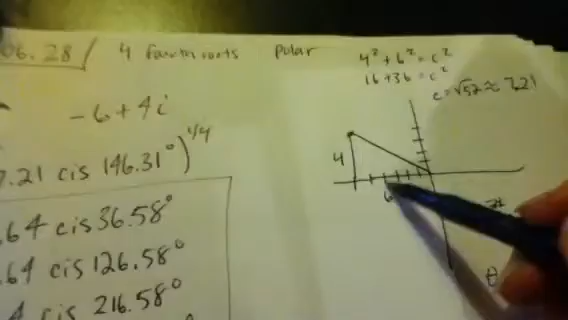 06.28 4 fourth roots polar
4² + 6² = c²
16 + 36 = c²
c = √52 ≈ 7.21
-6 + 4i
7.21 cis 146.31°)^1/4
.64 cis 36.58°
.64 cis 126.58°
4 cis 216.58°
4
6
θ